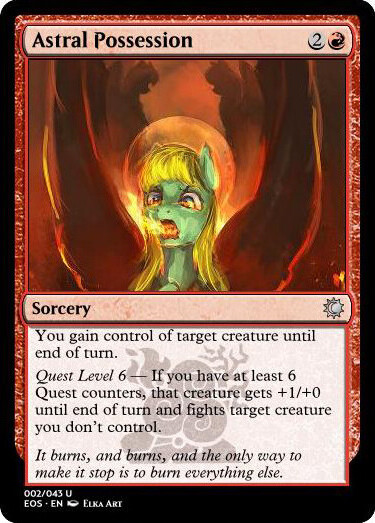 Astral Possession 2
Sorcery
You gain control of target creature until
end of turn.
Quest Level 6 — If you have at least 6
Quest counters, that creature gets +1/+0
until end of turn and fights target creature
you don't control.
It burns, and burns, and the only way to
make it stop is to burn everything else.
002/043 U
EOS • EN Elka Art